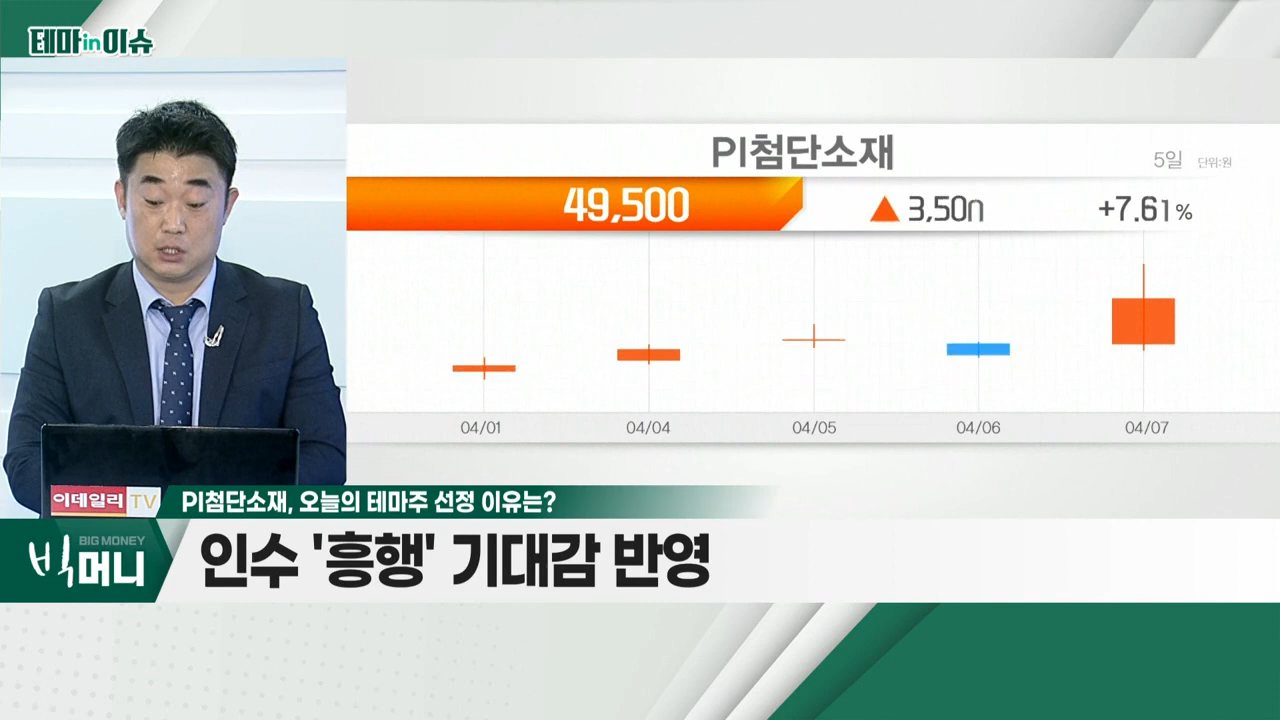 테마in이슈
PI첨단소재
5일 단위:원
49,500 ▲ 3,500 +7.61%
04/01 04/04 04/05 04/06 04/07
이데일리 TV
PI첨단소재, 오늘의 테마주 선정 이유는?
BIG MONEY
빅머니
인수 '흥행' 기대감 반영